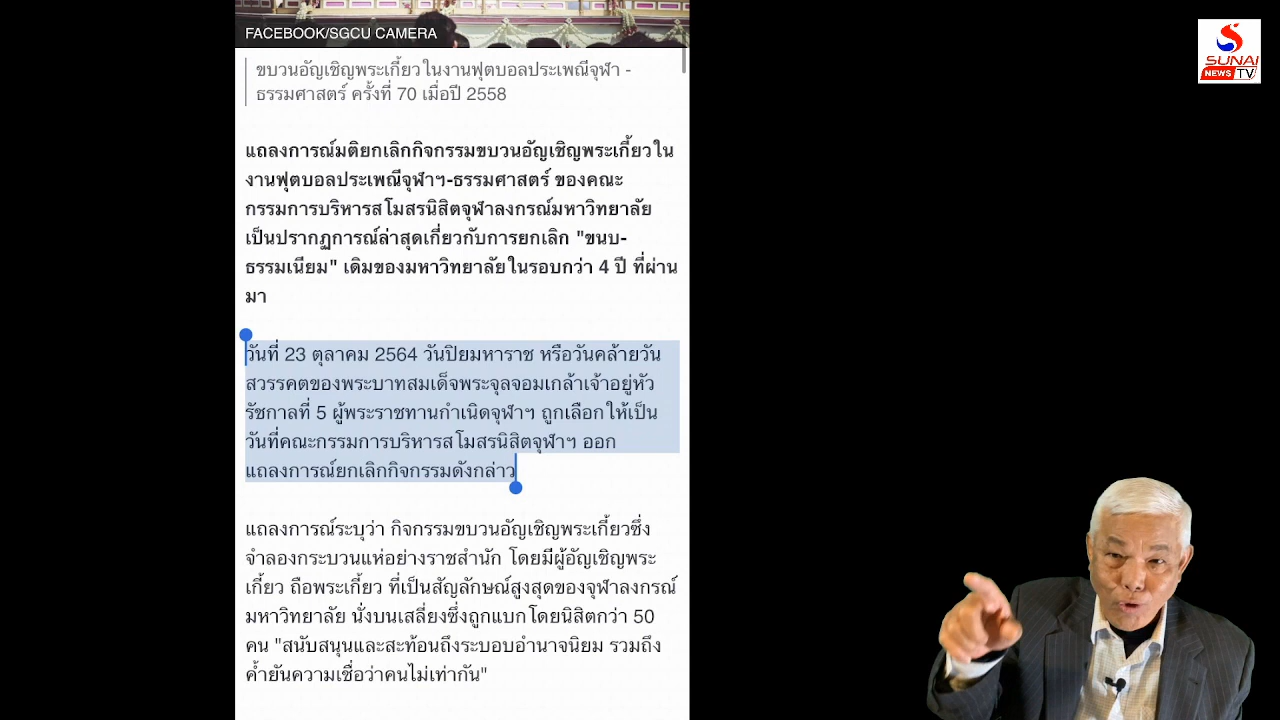 FACEBOOK/SGCU CAMERA
SUNAI
NEWS TV
ขบวนอัญเชิญพระเกี้ยวในงานฟุตบอลประเพณีจุฬา -
ธรรมศาสตร์ ครั้งที่ 70 เมื่อปี 2558
แถลงการณ์มติยกเลิกกิจกรรมขบวนอัญเชิญพระเกี้ยวใน
งานฟุตบอลประเพณีจุฬาฯ-ธรรมศาสตร์ ของคณะ
กรรมการบริหารสโมสรนิสิตจุฬาลงกรณ์มหาวิทยาลัย
เป็นปรากฏการณ์ล่าสุดเกี่ยวกับการยกเลิก "ขนบ-
ธรรมเนียม" เดิมของมหาวิทยาลัยในรอบกว่า 4 ปี ที่ผ่าน
มา
วันที่ 23 ตุลาคม 2564 วันปิยมหาราช หรือวันคล้ายวัน
สวรรคตของพระบาทสมเด็จพระจุลจอมเกล้าเจ้าอยู่หัว
รัชกาลที่ 5 ผู้พระราชทานกำเนิดจุฬาฯ ถูกเลือกให้เป็น
วันที่คณะกรรมการบริหารสโมสรนิสิตจุฬาฯ ออก
แถลงการณ์ยกเลิกกิจกรรมดังกล่าว
แถลงการณ์ระบุว่า กิจกรรมขบวนอัญเชิญพระเกี้ยวซึ่ง
จำลองกระบวนแห่อย่างราชสำนัก โดยมีผู้อัญเชิญพระ
เกี้ยว ถือพระเกี้ยว ที่เป็นสัญลักษณ์สูงสุดของจุฬาลงกรณ์
มหาวิทยาลัย นั่งบนเสลี่ยงซึ่งถูกแบกโดยนิสิตกว่า 50
คน "สนับสนุนและสะท้อนถึงระบอบอำนาจนิยม รวมถึง
ค้ำยันความเชื่อว่าคนไม่เท่ากัน"